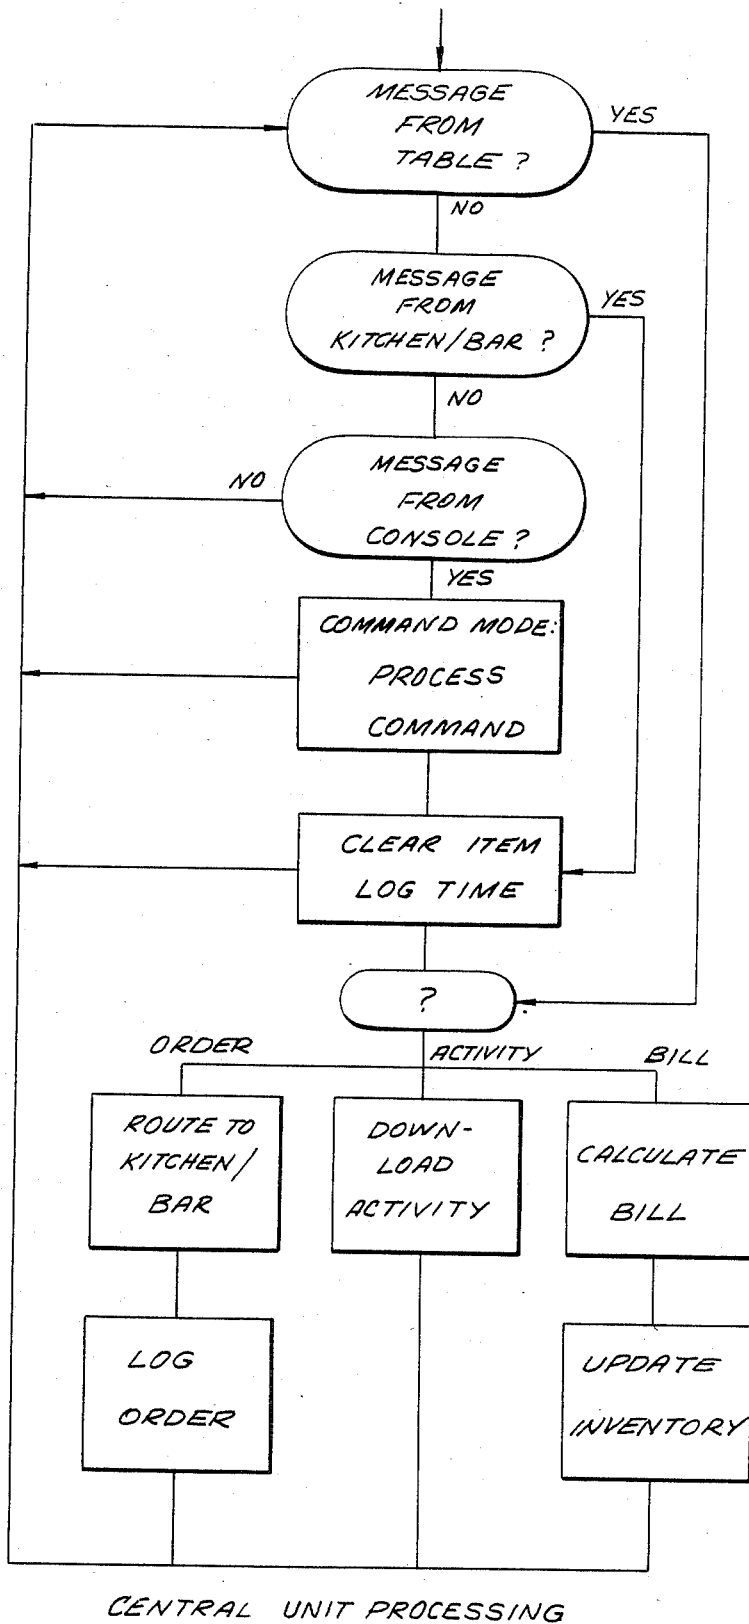 MESSAGE
FROM
TABLE ?
YES
NO
MESSAGE
FROM
KITCHEN/BAR ?
YES
NO
MESSAGE
FROM
CONSOLE ?
NO
YES
COMMAND MODE:
PROCESS
COMMAND
CLEAR ITEM
LOG TIME
?
ORDER
ACTIVITY
BILL
ROUTE TO
KITCHEN/
BAR
DOWN-
LOAD
ACTIVITY
CALCULATE
BILL
LOG
ORDER
UPDATE
INVENTORY
CENTRAL UNIT PROCESSING